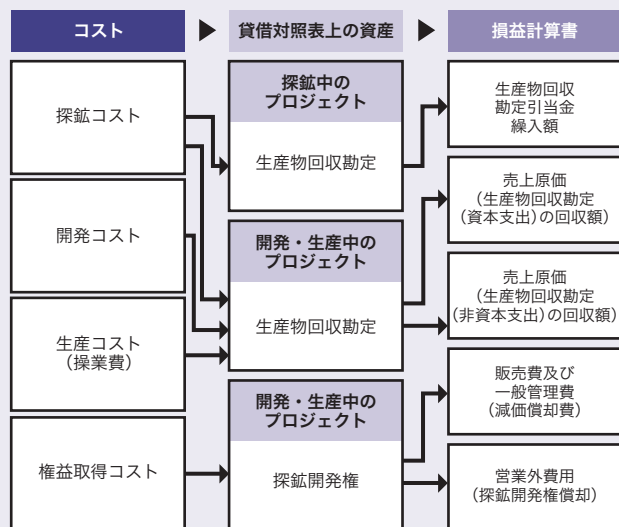 コスト
貸借対照表上の資産
損益計算書
探鉱コスト
開発コスト
生産コスト
(操業費)
権益取得コスト
探鉱中の
プロジェクト
生産物回収勘定
開発・生産中の
プロジェクト
生産物回収勘定
開発・生産中の
プロジェクト
探鉱開発権
生産物回収
勘定引当金
繰入額
売上原価
(生産物回収勘定
(資本支出)の回収額)
売上原価
(生産物回収勘定
(非資本支出)の回収額)
販売費及び
一般管理費
(減価償却費)
営業外費用
(探鉱開発権償却)